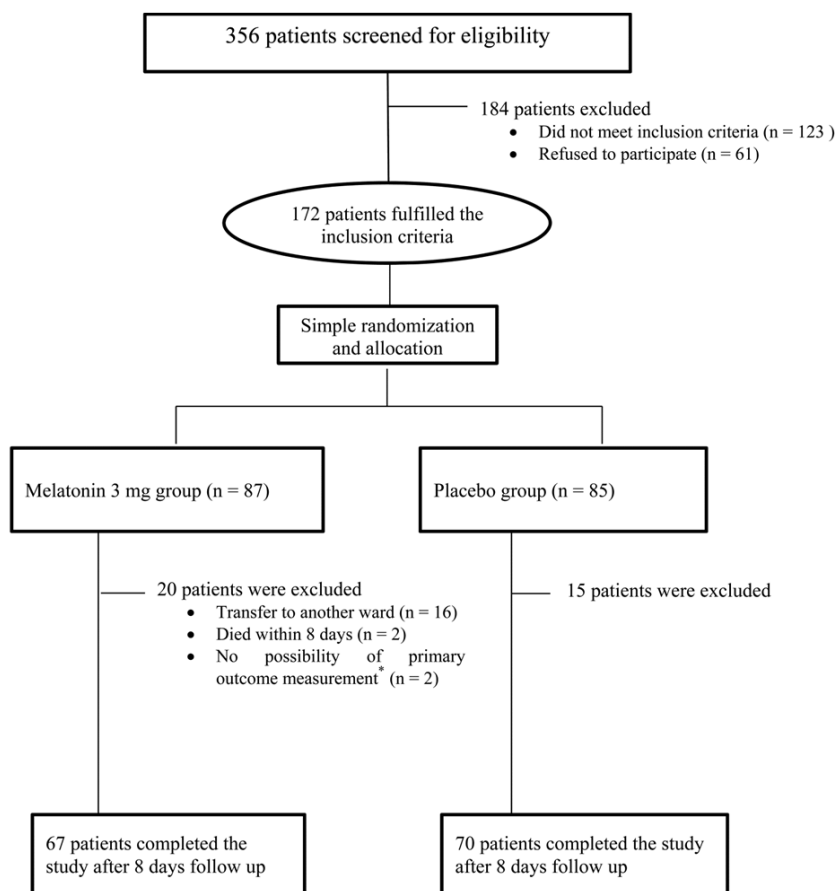 356 patients screened for eligibility
184 patients excluded
• Did not meet inclusion criteria (n = 123 )
• Refused to participate (n = 61)
172 patients fulfilled the
inclusion criteria
Simple randomization
and allocation
Melatonin 3 mg group (n = 87)
Placebo group (n = 85)
20 patients were excluded
• Transfer to another ward (n = 16)
• Died within 8 days (n = 2)
• No possibility of primary
outcome measurement* (n = 2)
15 patients were excluded
67 patients completed the
study after 8 days follow up
70 patients completed the study
after 8 days follow up